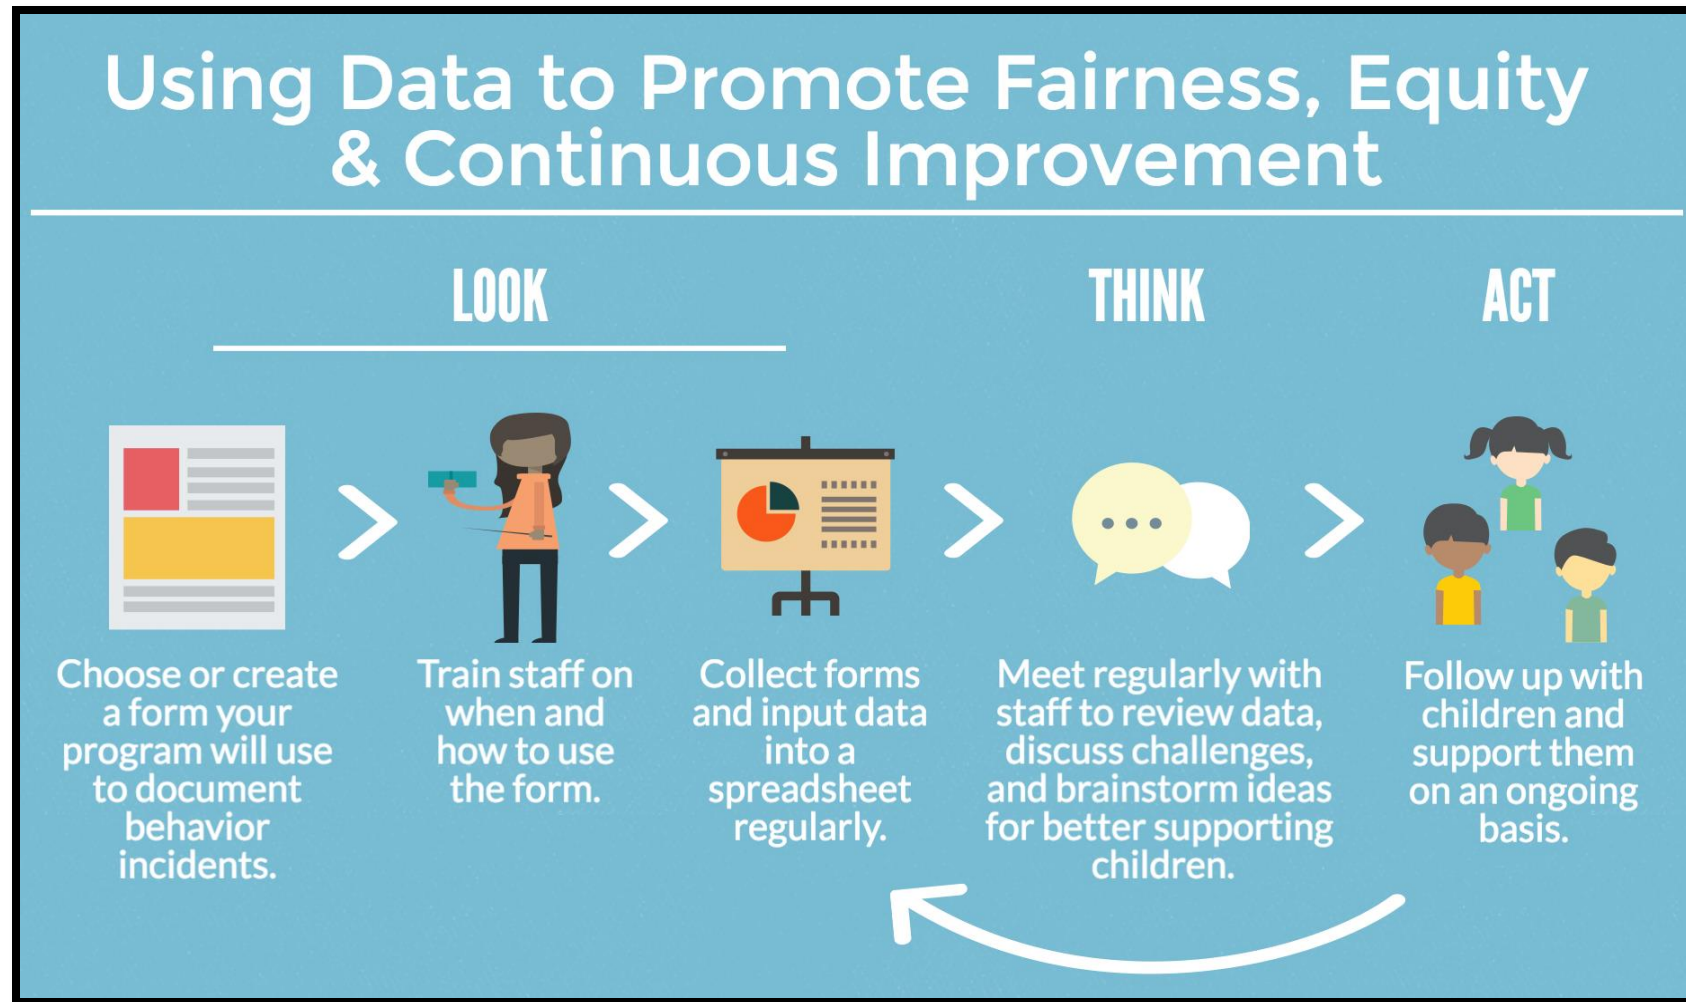 Using Data to Promote Fairness, Equity
& Continuous Improvement
LOOK
Choose or create
a form your
program will use
to document
behavior
incidents.
Train staff on
when and
how to use
the form.
Collect forms
and input data
into a
spreadsheet
regularly.
THINK
Meet regularly with
staff to review data,
discuss challenges,
and brainstorm ideas
for better supporting
children.
ACT
Follow up with
children and
support them
on an ongoing
basis.